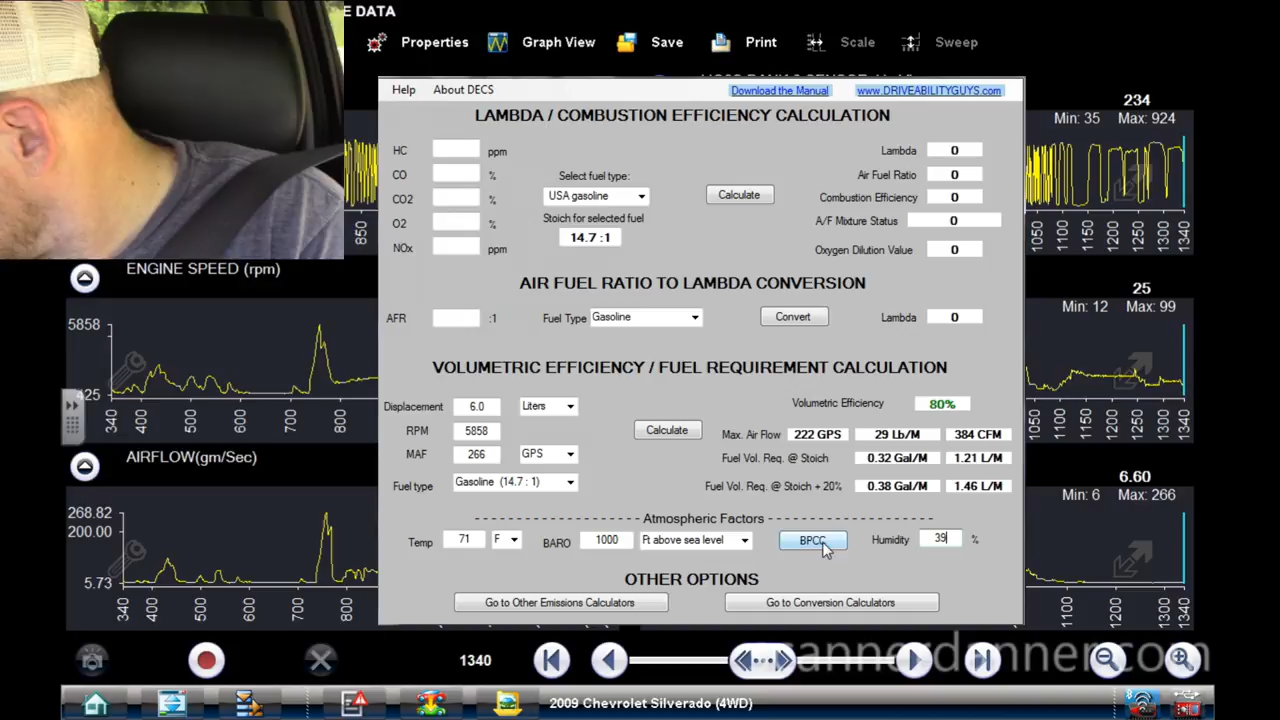 E DATA
Properties Graph View Save Print Scale Sweep
234
Min: 35 Max: 924
850
1050 1100 1150 1200 1250 1340
Help About DECS Download the Manual www.DRIVEABILITYGUYS.com
LAMBDA / COMBUSTION EFFICIENCY CALCULATION
HC ppm Lambda 0
CO % Select fuel type: Air Fuel Ratio 0
CO2 % USA gasoline Calculate Combustion Efficiency 0
O2 % Stoich for selected fuel A/F Mixture Status 0
14.7 :1
NOx ppm Oxygen Dilution Value 0
AIR FUEL RATIO TO LAMBDA CONVERSION
AFR :1 Fuel Type Gasoline Convert Lambda 0
VOLUMETRIC EFFICIENCY / FUEL REQUIREMENT CALCULATION
Displacement 6.0 Liters Volumetric Efficiency 80%
RPM 5858 Calculate Max. Air Flow 222 GPS 29 Lb/M 384 CFM
MAF 266 GPS Fuel Vol. Req. @ Stoich 0.32 Gal/M 1.21 L/M
Fuel type Gasoline (14.7 : 1) Fuel Vol. Req. @ Stoich + 20% 0.38 Gal/M 1.46 L/M
Atmospheric Factors
Temp 71 F BARO 1000 Ft above sea level BPCC Humidity 39 %
OTHER OPTIONS
Go to Other Emissions Calculators Go to Conversion Calculators
ENGINE SPEED (rpm)
5858
425
340 400 500 600 700 800
25
Min: 12 Max: 99
1050 1100 1150 1200 1250 1340
AIRFLOW(gm/Sec)
268.82
200.00
5.73
340 400 500 600 700 800
6.60
Min: 6 Max: 266
1100 1200 1300 1340
1340
2009 Chevrolet Silverado (4WD)